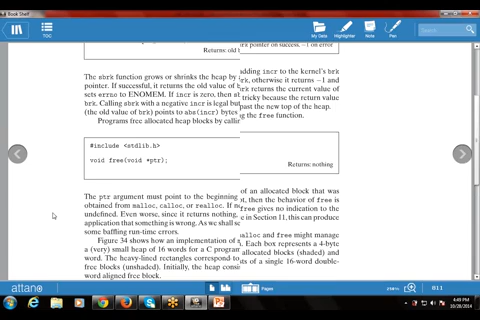 Book Shelf
TOC
My Data
Highlighter
Note
Pen
Search
Returns: old b
rk pointer on success. −1 on error
The sbrk function grows or shrinks the heap by adding incr to the kernel's brk
pointer. If successful, it returns the old value of brk, otherwise it returns −1 and
sets errno to ENOMEM. If incr is zero, then sbrk returns the current value of
brk. Calling sbrk with a negative incr is legal but tricky because the return value
(the old value of brk) points to abs(incr) bytes past the new top of the heap.
Programs free allocated heap blocks by calling the free function.
#include <stdlib.h>
void free(void *ptr);
Returns: nothing
The ptr argument must point to the beginning of an allocated block that was
obtained from malloc, calloc, or realloc. If not, then the behavior of free is
undefined. Even worse, since it returns nothing, free gives no indication to the
application that something is wrong. As we shall see in Section 11, this can produce
some baffling run-time errors.
Figure 34 shows how an implementation of malloc and free might manage
a (very) small heap of 16 words for a C program. Each box represents a 4-byte
word. The heavy-lined rectangles correspond to allocated blocks (shaded) and
free blocks (unshaded). Initially, the heap consists of a single 16-word double-
word aligned free block.
attano
Pages
ZOOM
811
4:49 PM
10/28/2014